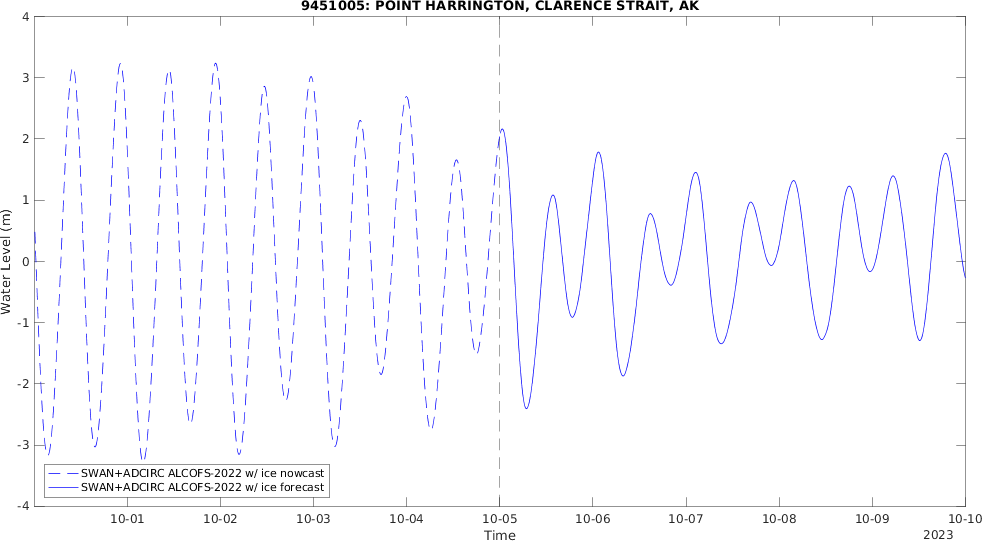 9451005: POINT HARRINGTON, CLARENCE STRAIT, AK
4
3
2
1
0
-1
-2
-3
-4
Water Level (m)
SWAN+ADCIRC ALCOFS-2022 w/ ice nowcast
SWAN+ADCIRC ALCOFS-2022 w/ ice forecast
10-01 10-02 10-03 10-04 10-05 10-06 10-07 10-08 10-09 10-10
Time
2023